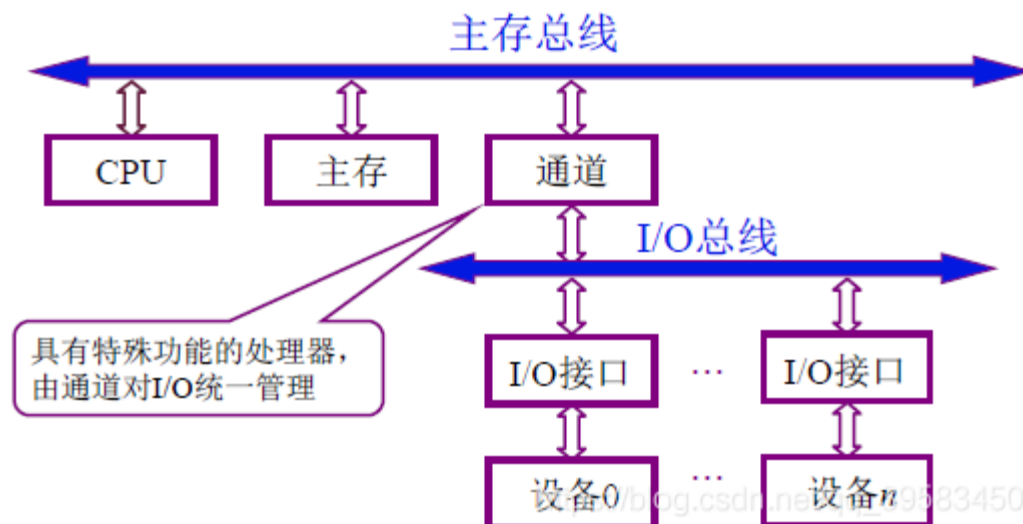 主存总线
CPU
主存
通道
I/O总线
具有特殊功能的处理器，
由通道对I/O统一管理
I/O接口
…
I/O接口
设备0
…
设备n